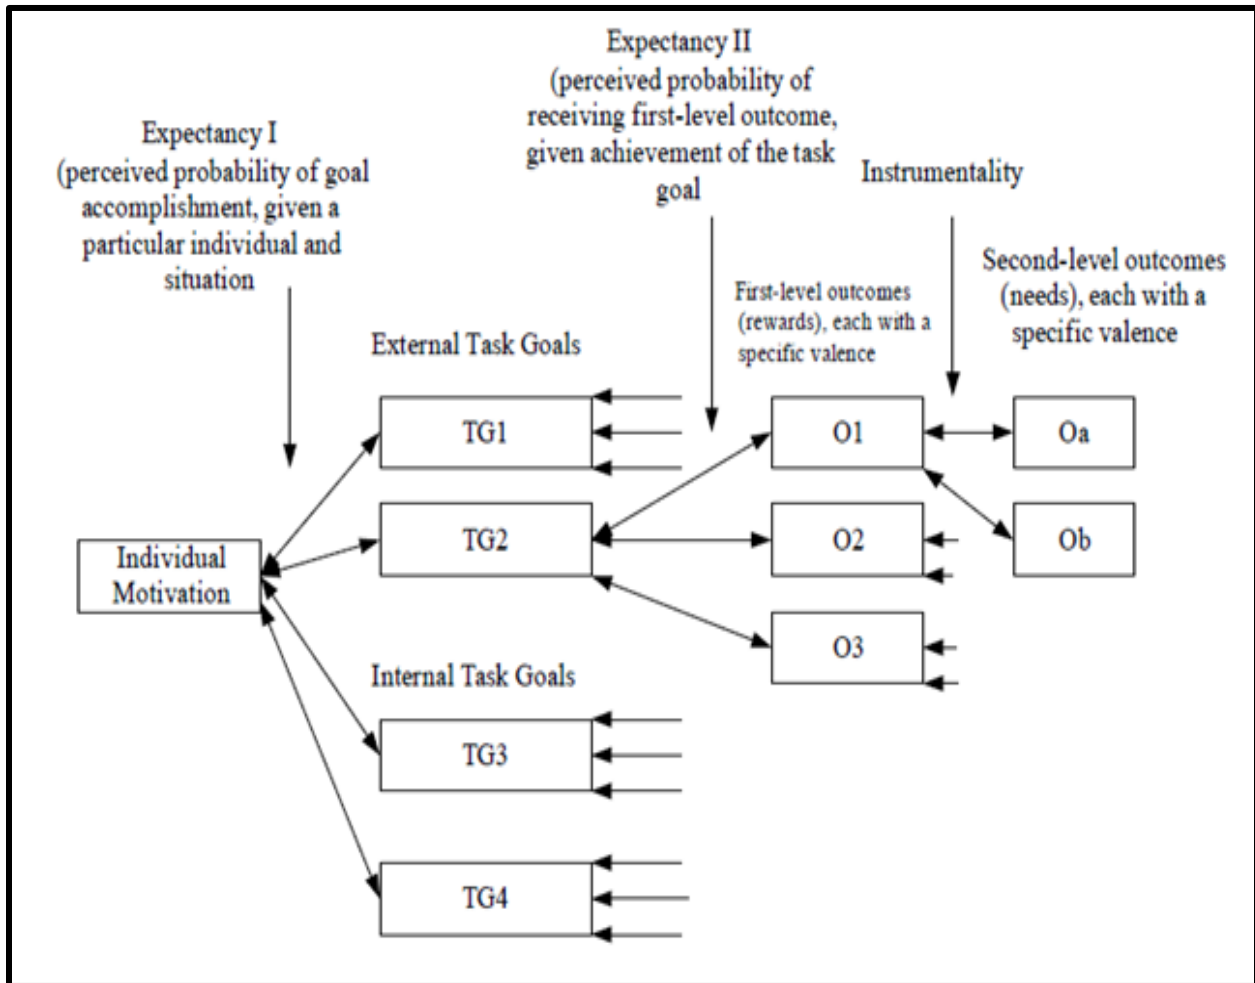 Expectancy I
(perceived probability of goal
accomplishment, given a
particular individual and
situation
Expectancy II
(perceived probability of
receiving first-level outcome,
given achievement of the task
goal
Instrumentality
Second-level outcomes
(needs), each with a
specific valence
First-level outcomes
(rewards), each with a
specific valence
External Task Goals
TG1
TG2
Individual
Motivation
Internal Task Goals
TG3
TG4
O1
O2
O3
Oa
Ob